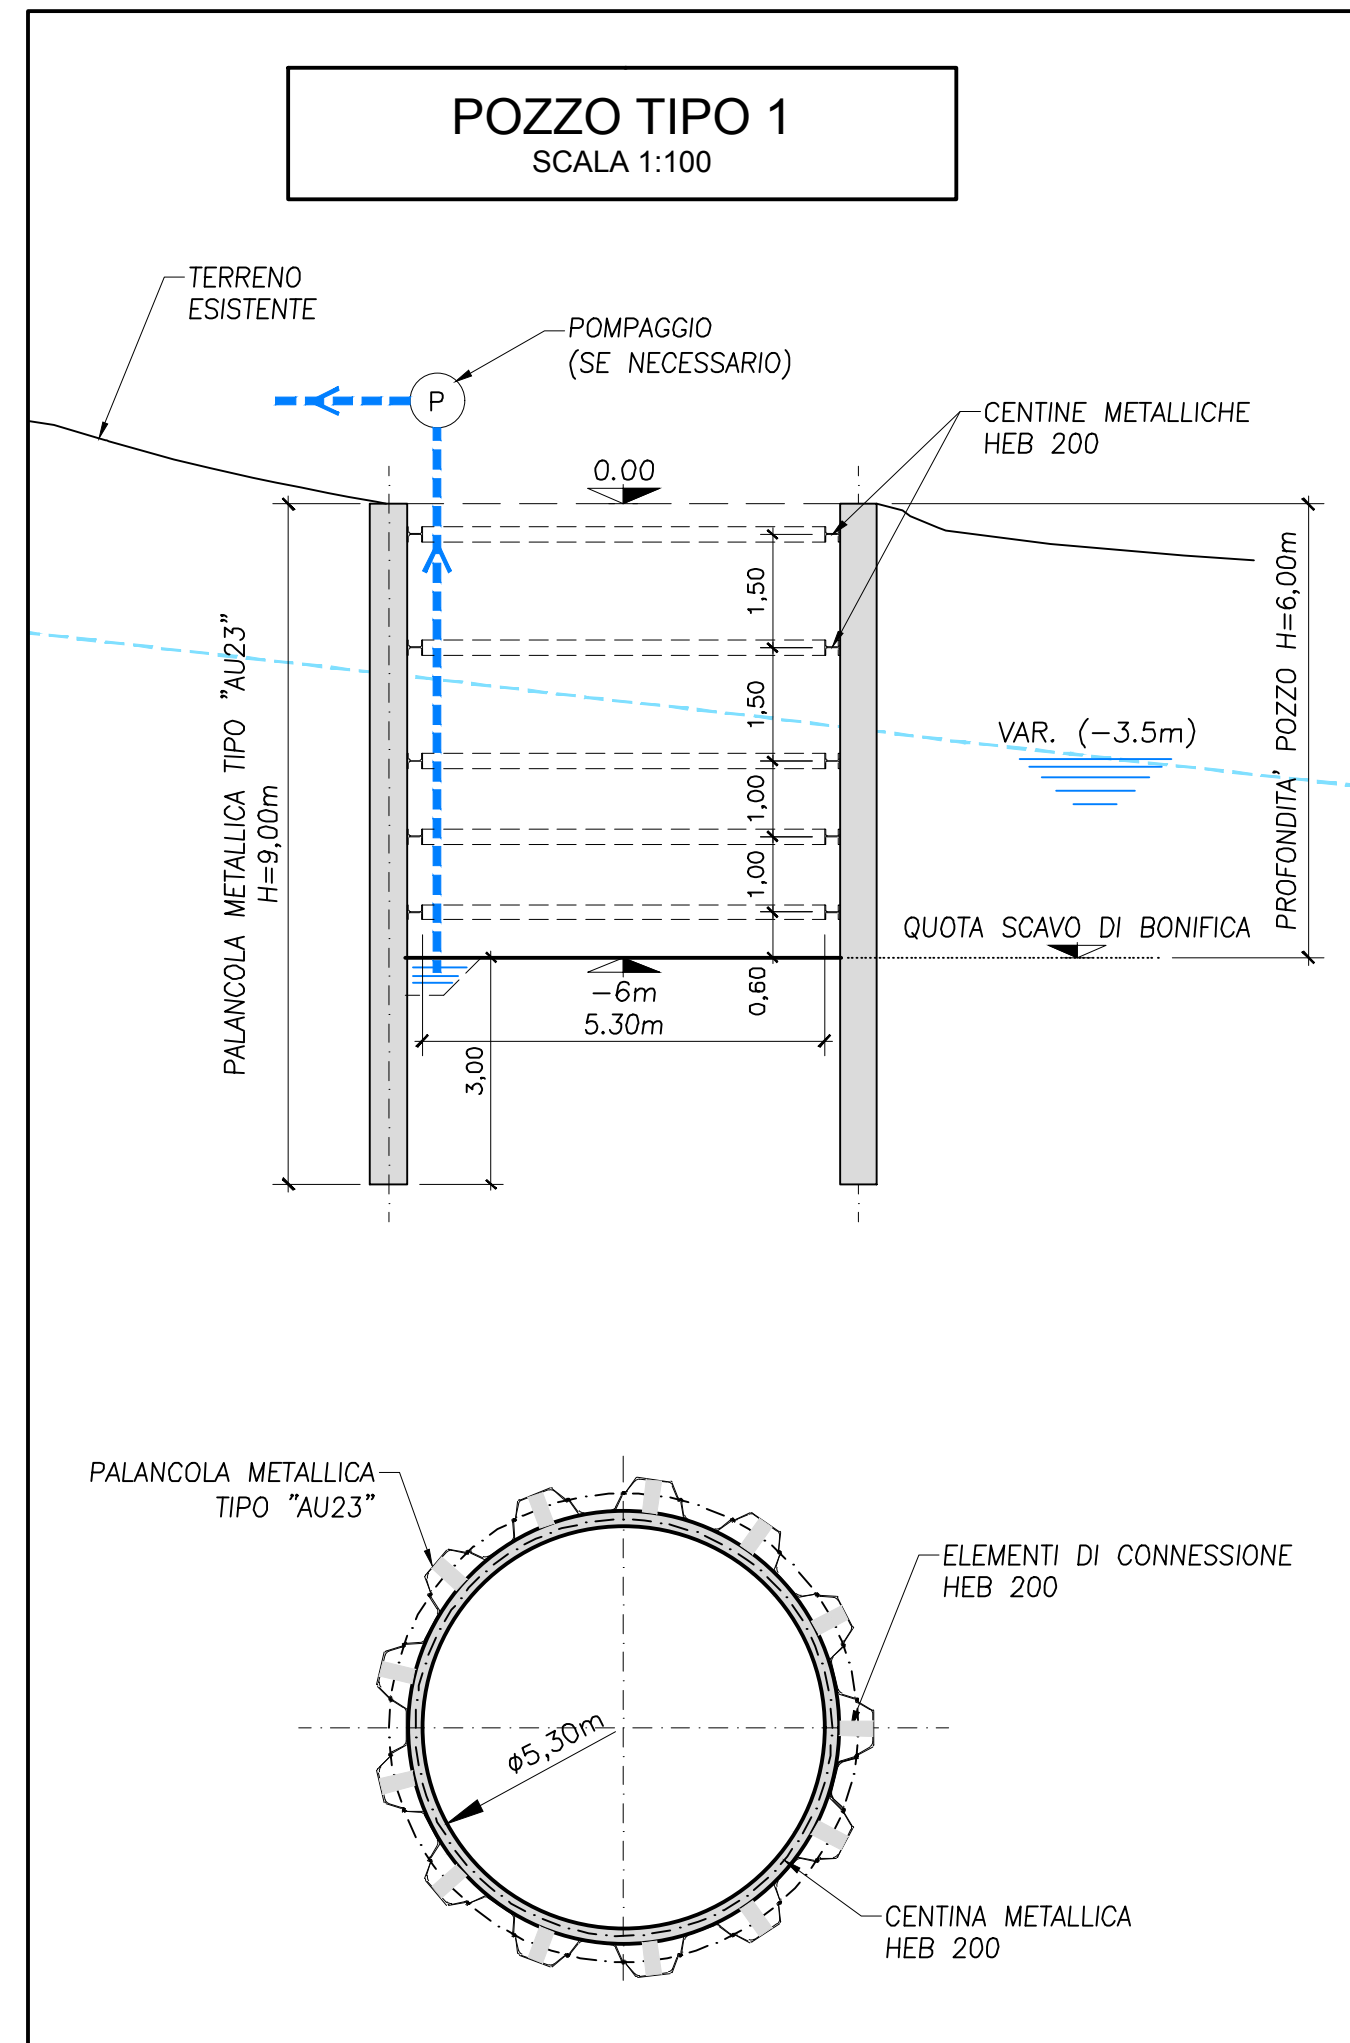 POZZO TIPO 1
SCALA 1:100
TERRENO
ESISTENTE
POMPAGGIO
(SE NECESSARIO)
P
CENTINE METALLICHE
HEB 200
0.00
1,50
1,50
1,00
1,00
0,60
PALANCOLA METALLICA TIPO "AU23"
H=9,00m
VAR. (-3.5m)
PROFONDITA' POZZO H=6,00m
QUOTA SCAVO DI BONIFICA
-6m
5.30m
3,00
PALANCOLA METALLICA
TIPO "AU23"
ELEMENTI DI CONNESSIONE
HEB 200
ø5,30m
CENTINA METALLICA
HEB 200